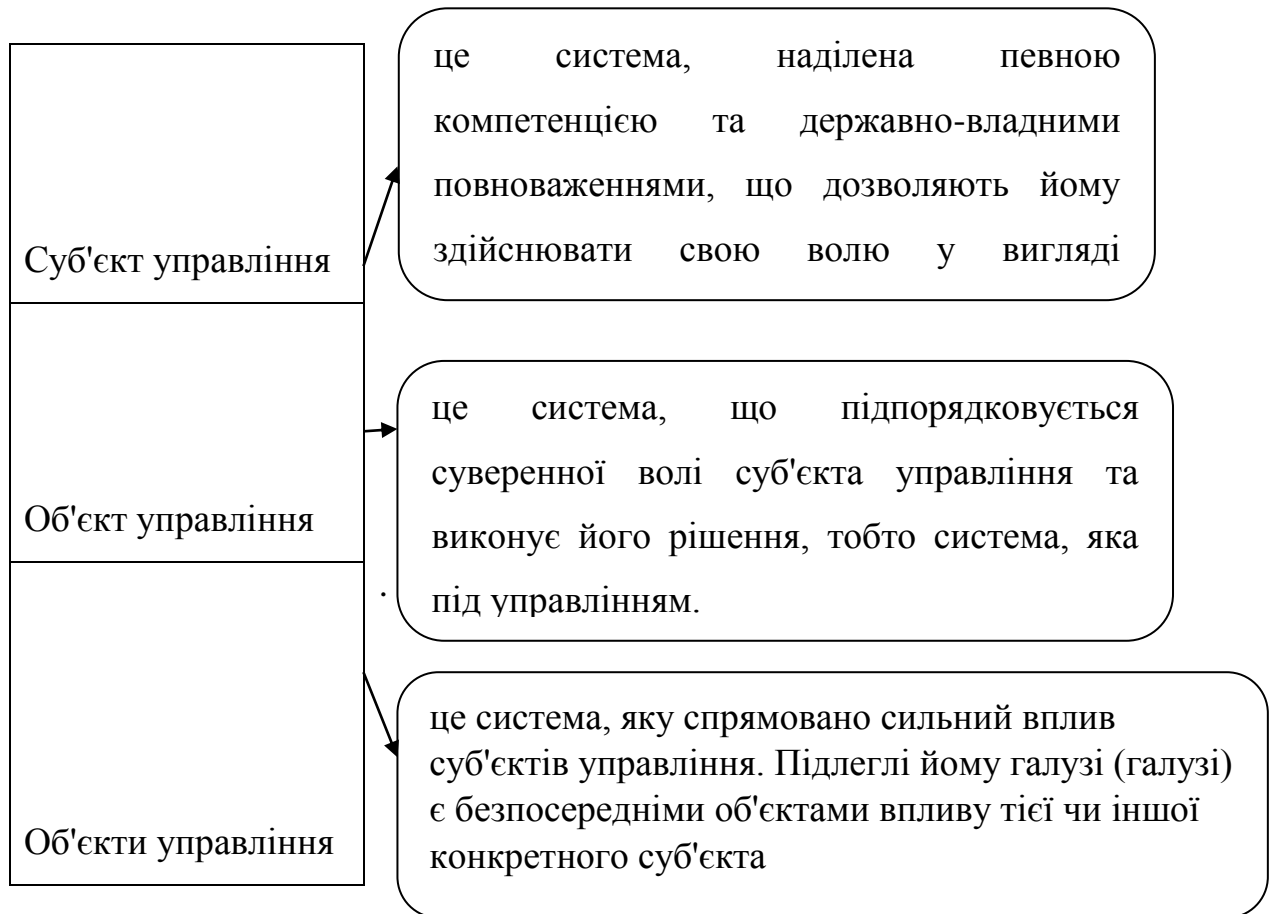 Суб'єкт управління
це система, наділена певною
компетенцією та державно-владними
повноваженнями, що дозволяють йому
здійснювати свою волю у вигляді
Об'єкт управління
.
це система, що підпорядковується
суверенної волі суб'єкта управління та
виконує його рішення, тобто система, яка
під управлінням.
Об'єкти управління
це система, яку спрямовано сильний вплив
суб'єктів управління. Підлеглі йому галузі (галузі)
є безпосередніми об'єктами впливу тієї чи іншої
конкретного суб'єкта